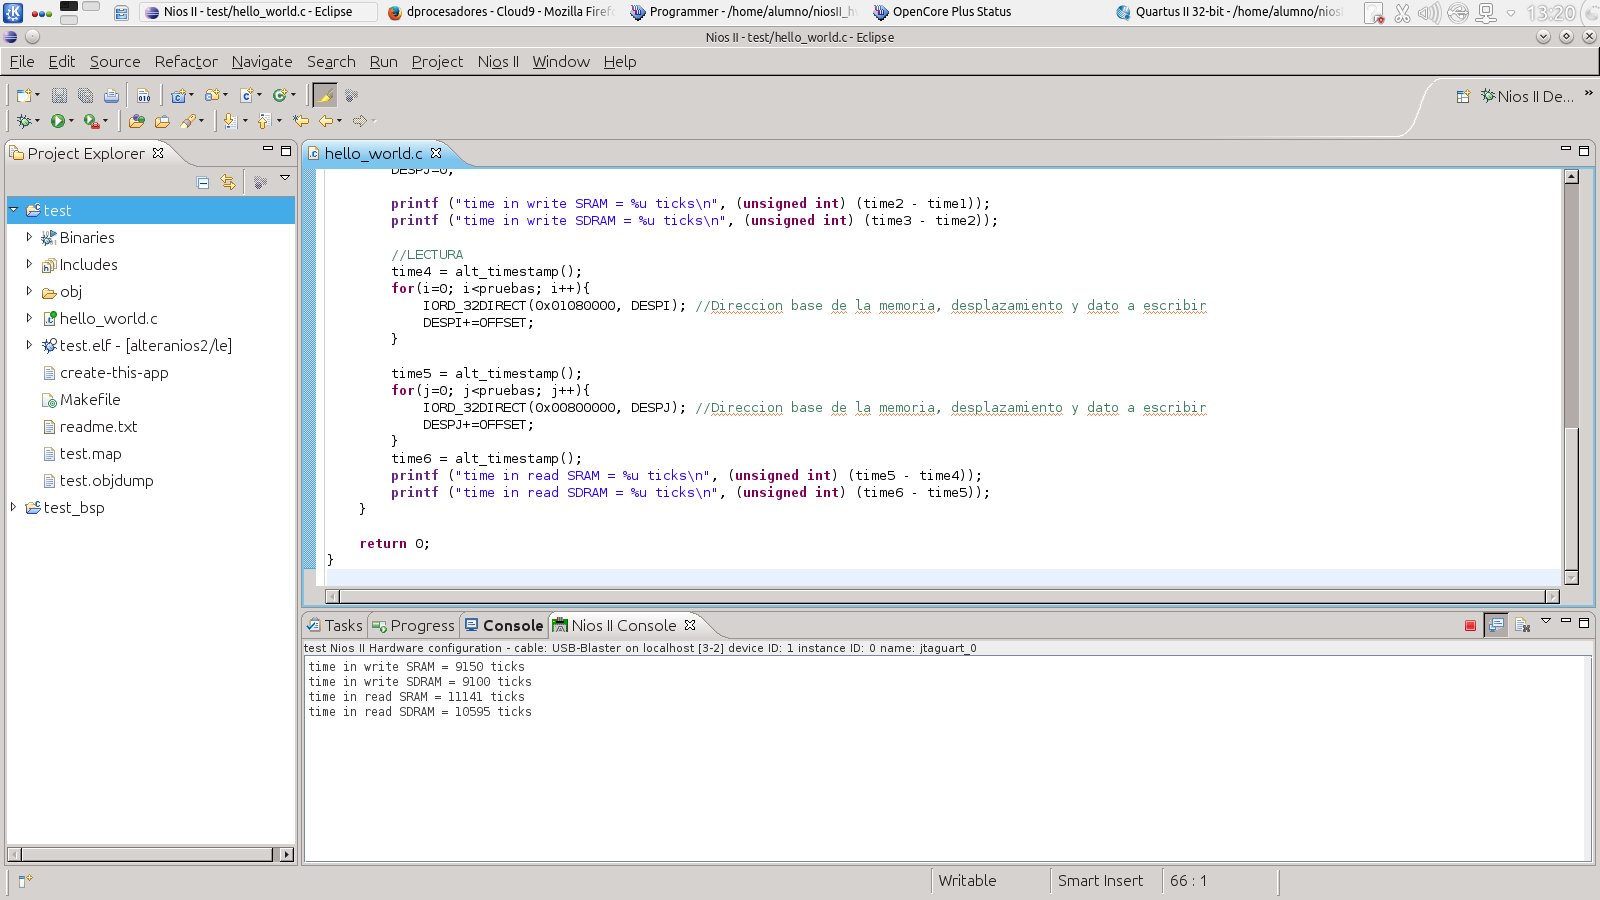 Nios II - test/hello_world.c - Eclipse
dprocesadores - Cloud9 - Mozilla Firef
Programmer - /home/alumno/niosII_h
OpenCore Plus Status
Quartus II 32-bit - /home/alumno/nios
13:20
Nios II - test/hello_world.c - Eclipse
File Edit Source Refactor Navigate Search Run Project Nios II Window Help
Nios II De... »
Project Explorer
test
Binaries
Includes
obj
hello_world.c
test.elf - [alteranios2/le]
create-this-app
Makefile
readme.txt
test.map
test.objdump
test_bsp
hello_world.c
DESPJ=0;
printf ("time in write SRAM = %u ticks\n", (unsigned int) (time2 - time1));
printf ("time in write SDRAM = %u ticks\n", (unsigned int) (time3 - time2));
//LECTURA
time4 = alt_timestamp();
for(i=0; i<pruebas; i++){
IORD_32DIRECT(0x01080000, DESPI); //Direccion base de la memoria, desplazamiento y dato a escribir
DESPI+=OFFSET;
}
time5 = alt_timestamp();
for(j=0; j<pruebas; j++){
IORD_32DIRECT(0x00800000, DESPJ); //Direccion base de la memoria, desplazamiento y dato a escribir
DESPJ+=OFFSET;
}
time6 = alt_timestamp();
printf ("time in read SRAM = %u ticks\n", (unsigned int) (time5 - time4));
printf ("time in read SDRAM = %u ticks\n", (unsigned int) (time6 - time5));
}
return 0;
}
Tasks Progress Console Nios II Console
test Nios II Hardware configuration - cable: USB-Blaster on localhost [3-2] device ID: 1 instance ID: 0 name: jtaguart_0
time in write SRAM = 9150 ticks
time in write SDRAM = 9100 ticks
time in read SRAM = 11141 ticks
time in read SDRAM = 10595 ticks
Writable
Smart Insert
66 : 1